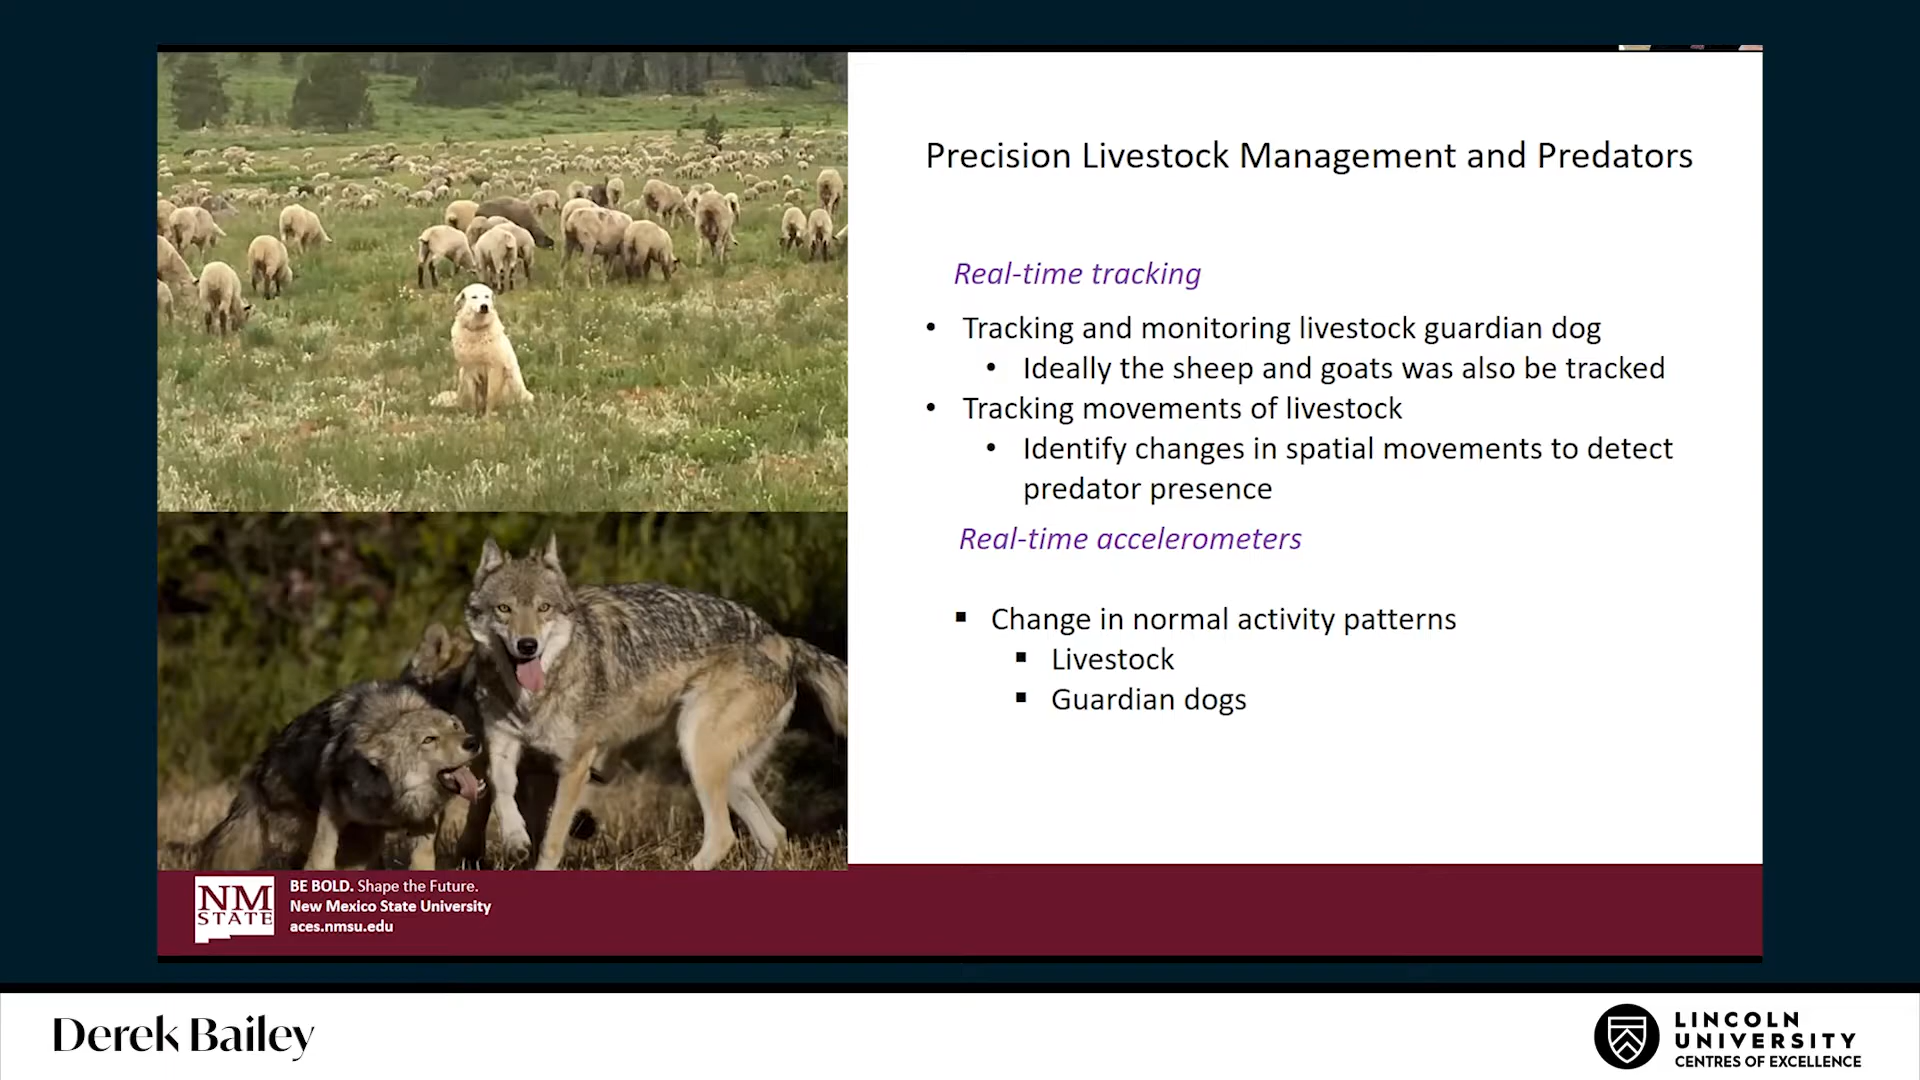 Precision Livestock Management and Predators
Real-time tracking
• Tracking and monitoring livestock guardian dog
• Ideally the sheep and goats was also be tracked
• Tracking movements of livestock
• Identify changes in spatial movements to detect
predator presence
Real-time accelerometers
▪ Change in normal activity patterns
▪ Livestock
▪ Guardian dogs
NM
STATE
BE BOLD. Shape the Future.
New Mexico State University
aces.nmsu.edu
Derek Bailey
LINCOLN
UNIVERSITY
CENTRES OF EXCELLENCE